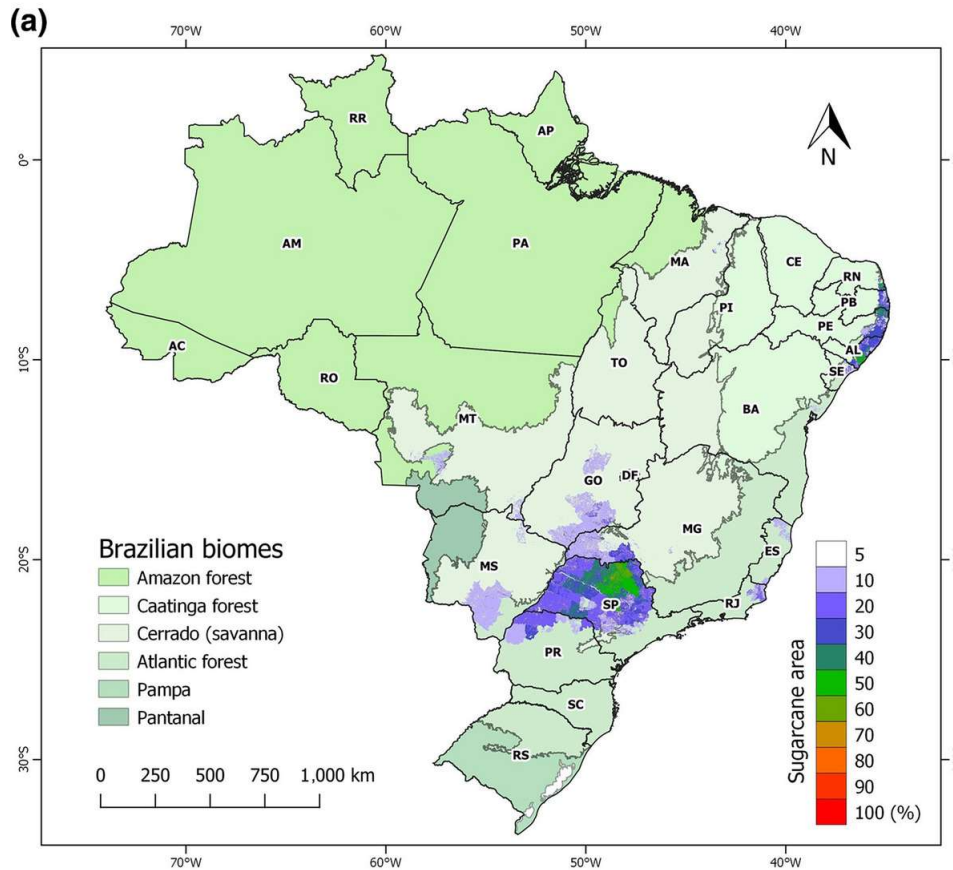 (a)
70°W 60°W 50°W 40°W
0°
10°S
20°S
30°S
N
RR
AP
AM
PA
MA
CE
RN
PB
PI
PE
AL
SE
AC
RO
TO
BA
MT
GO
DF
MG
ES
MS
SP
RJ
PR
SC
RS
Brazilian biomes
Amazon forest
Caatinga forest
Cerrado (savanna)
Atlantic forest
Pampa
Pantanal
0 250 500 750 1,000 km
Sugarcane area
5
10
20
30
40
50
60
70
80
90
100 (%)
70°W 60°W 50°W 40°W